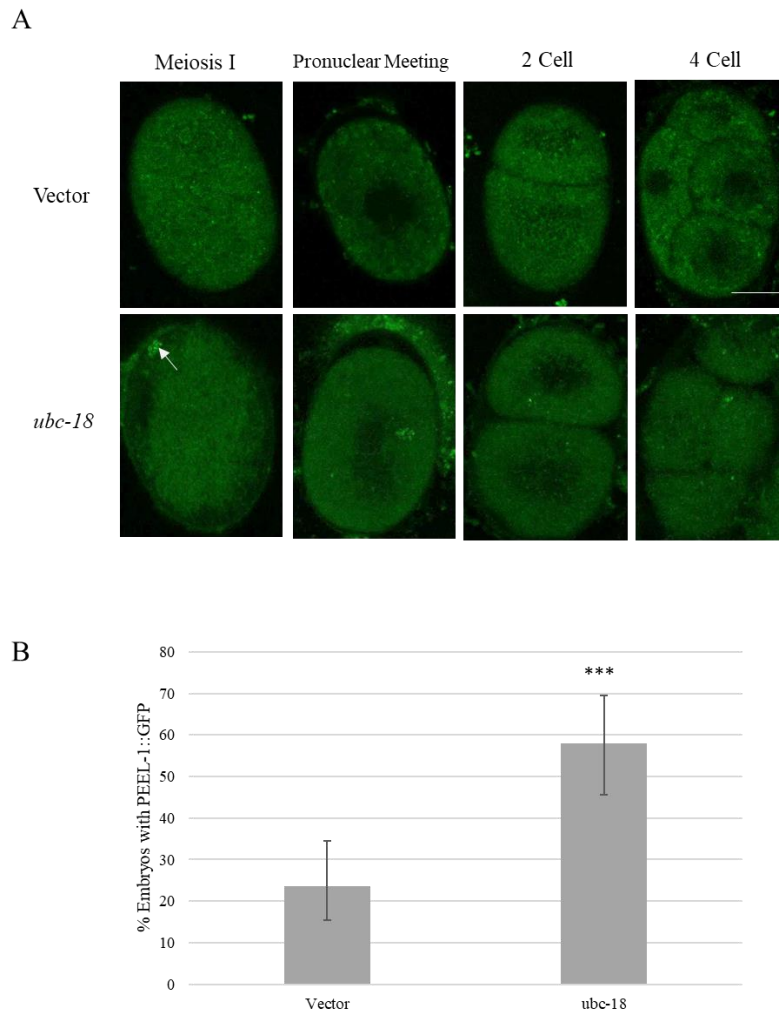 A
Meiosis I
Pronuclear Meeting
2 Cell
4 Cell
Vector
ubc-18
B
% Embryos with PEEL-1::GFP
80
70
60
50
40
30
20
10
0
***
Vector
ubc-18